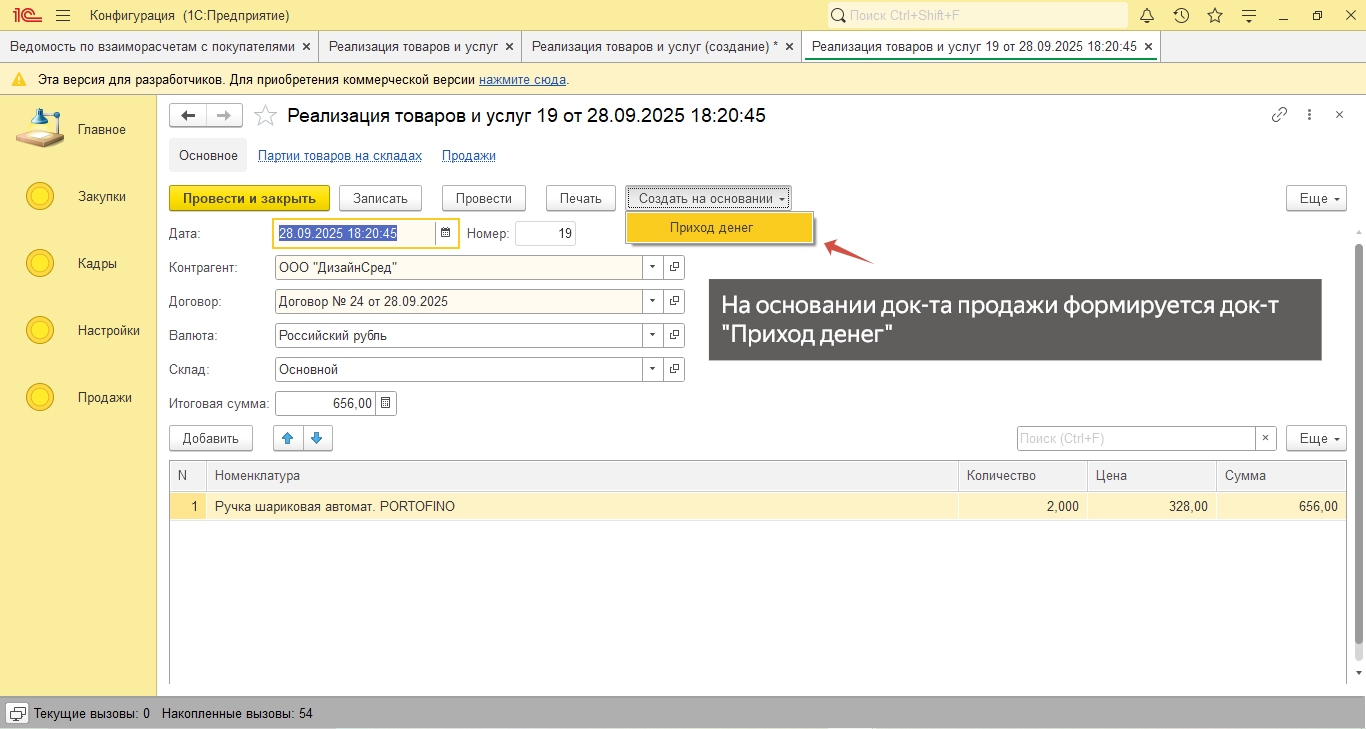 1С Конфигурация (1С:Предприятие) Поиск Ctrl+Shift+F
Ведомость по взаиморасчетам с покупателями × Реализация товаров и услуг × Реализация товаров и услуг (создание) * × Реализация товаров и услуг 19 от 28.09.2025 18:20:45 ×
Эта версия для разработчиков. Для приобретения коммерческой версии нажмите сюда.
Главное
Закупки
Кадры
Настройки
Продажи
Реализация товаров и услуг 19 от 28.09.2025 18:20:45
Основное Партии товаров на складах Продажи
Провести и закрыть Записать Провести Печать Создать на основании Еще
Приход денег
Дата: 28.09.2025 18:20:45 Номер: 19
Контрагент: ООО "ДизайнСред"
Договор: Договор № 24 от 28.09.2025
Валюта: Российский рубль
Склад: Основной
Итоговая сумма: 656,00
На основании док-та продажи формируется док-т
"Приход денег"
Добавить Поиск (Ctrl+F) × Еще
N Номенклатура Количество Цена Сумма
1 Ручка шариковая автомат. PORTOFINO 2,000 328,00 656,00
Текущие вызовы: 0 Накопленные вызовы: 54